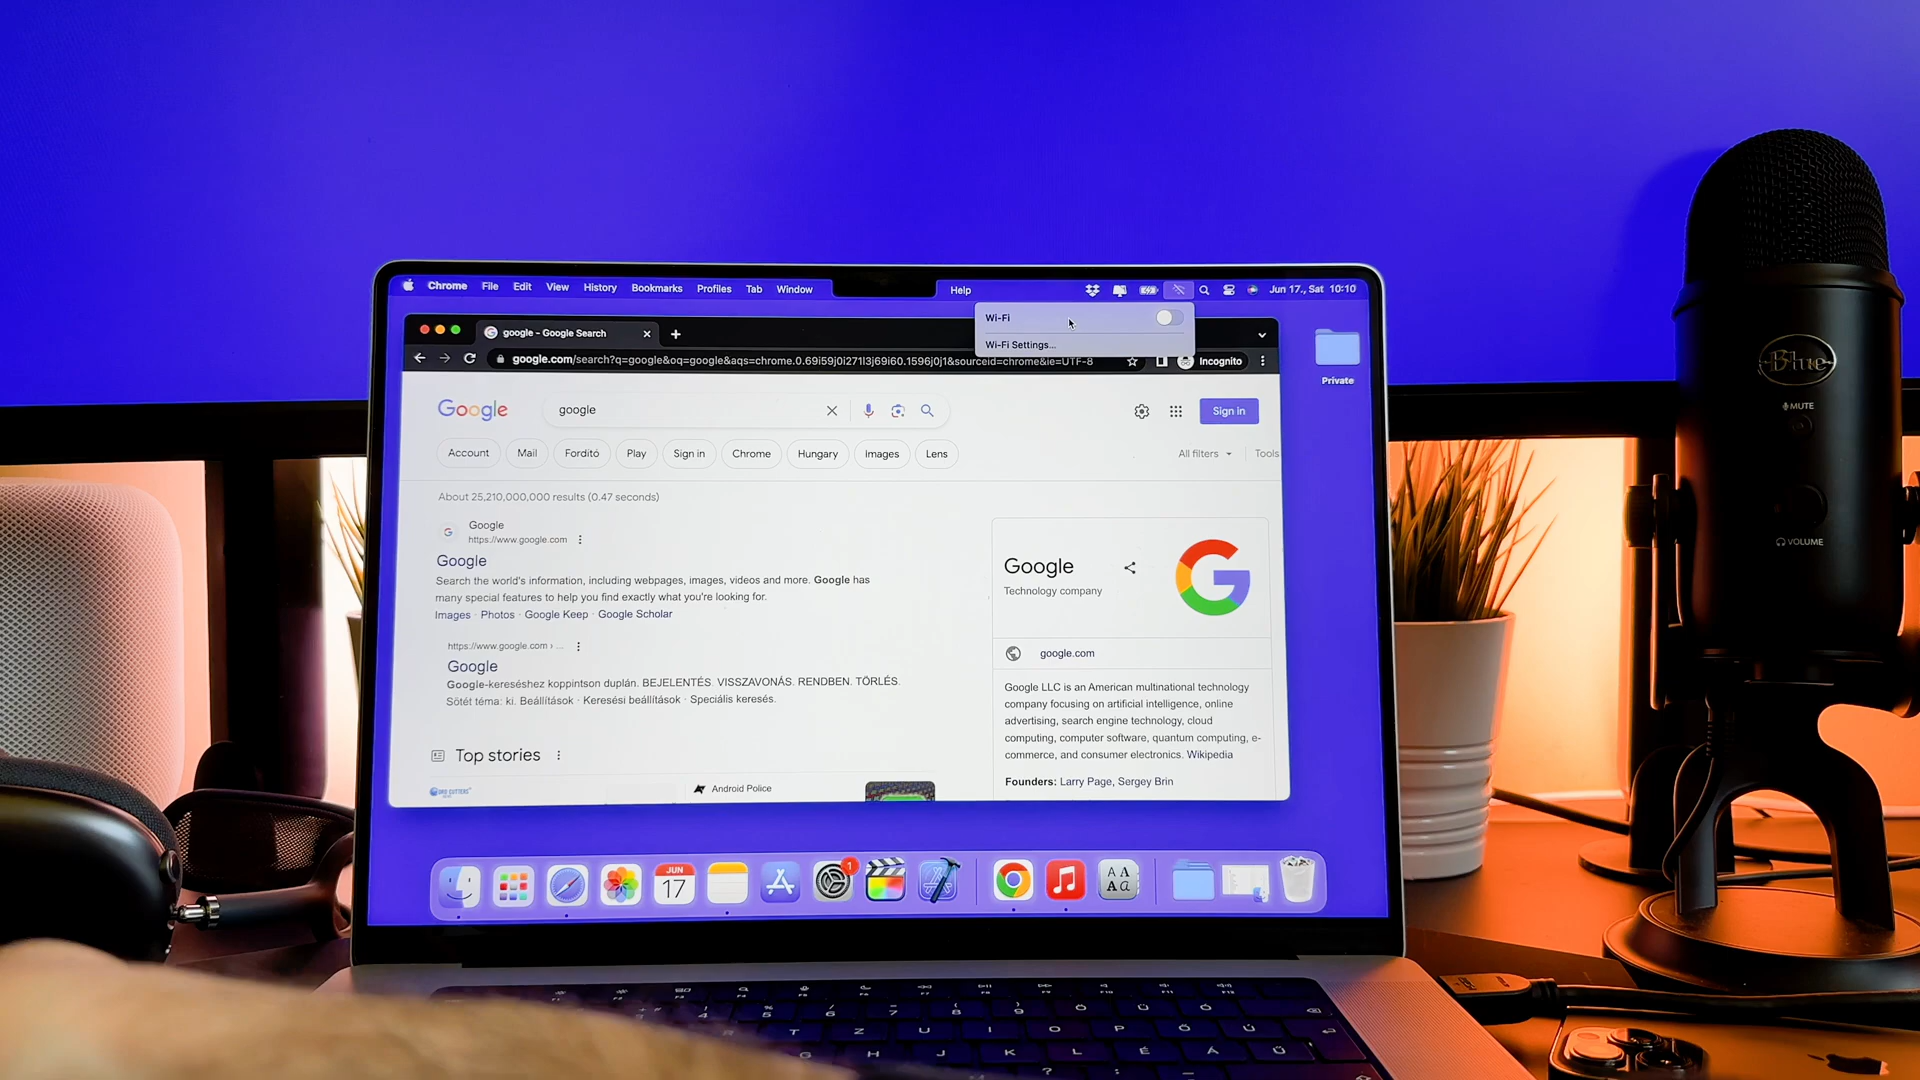 Chrome File Edit View History Bookmarks Profiles Tab Window Help Jun 17., Sat 10:10
Wi-Fi
Wi-Fi Settings...
google - Google Search
google.com/search?q=google&oq=google&aqs=chrome.0.69i59j0i271l3j69i60.1596j0j1&sourceid=chrome&ie=UTF-8
Incognito
Private
Google google Sign in
Account Mail Fordító Play Sign in Chrome Hungary Images Lens All filters Tools
About 25,210,000,000 results (0.47 seconds)
Google
https://www.google.com
Google
Search the world's information, including webpages, images, videos and more. Google has
many special features to help you find exactly what you're looking for.
Images · Photos · Google Keep · Google Scholar
https://www.google.com › ...
Google
Google-kereséshez koppintson duplán. BEJELENTÉS. VISSZAVONÁS. RENDBEN. TÖRLÉS.
Sötét téma: ki. Beállítások · Keresési beállítások · Speciális keresés.
Top stories
Android Police
Google
Technology company
google.com
Google LLC is an American multinational technology
company focusing on artificial intelligence, online
advertising, search engine technology, cloud
computing, computer software, quantum computing, e-
commerce, and consumer electronics. Wikipedia
Founders: Larry Page, Sergey Brin
JUN
17
1
A A
A a
Blue
MUTE
VOLUME
T Z U I O P Ő Ú
G H J K L É Á Ű